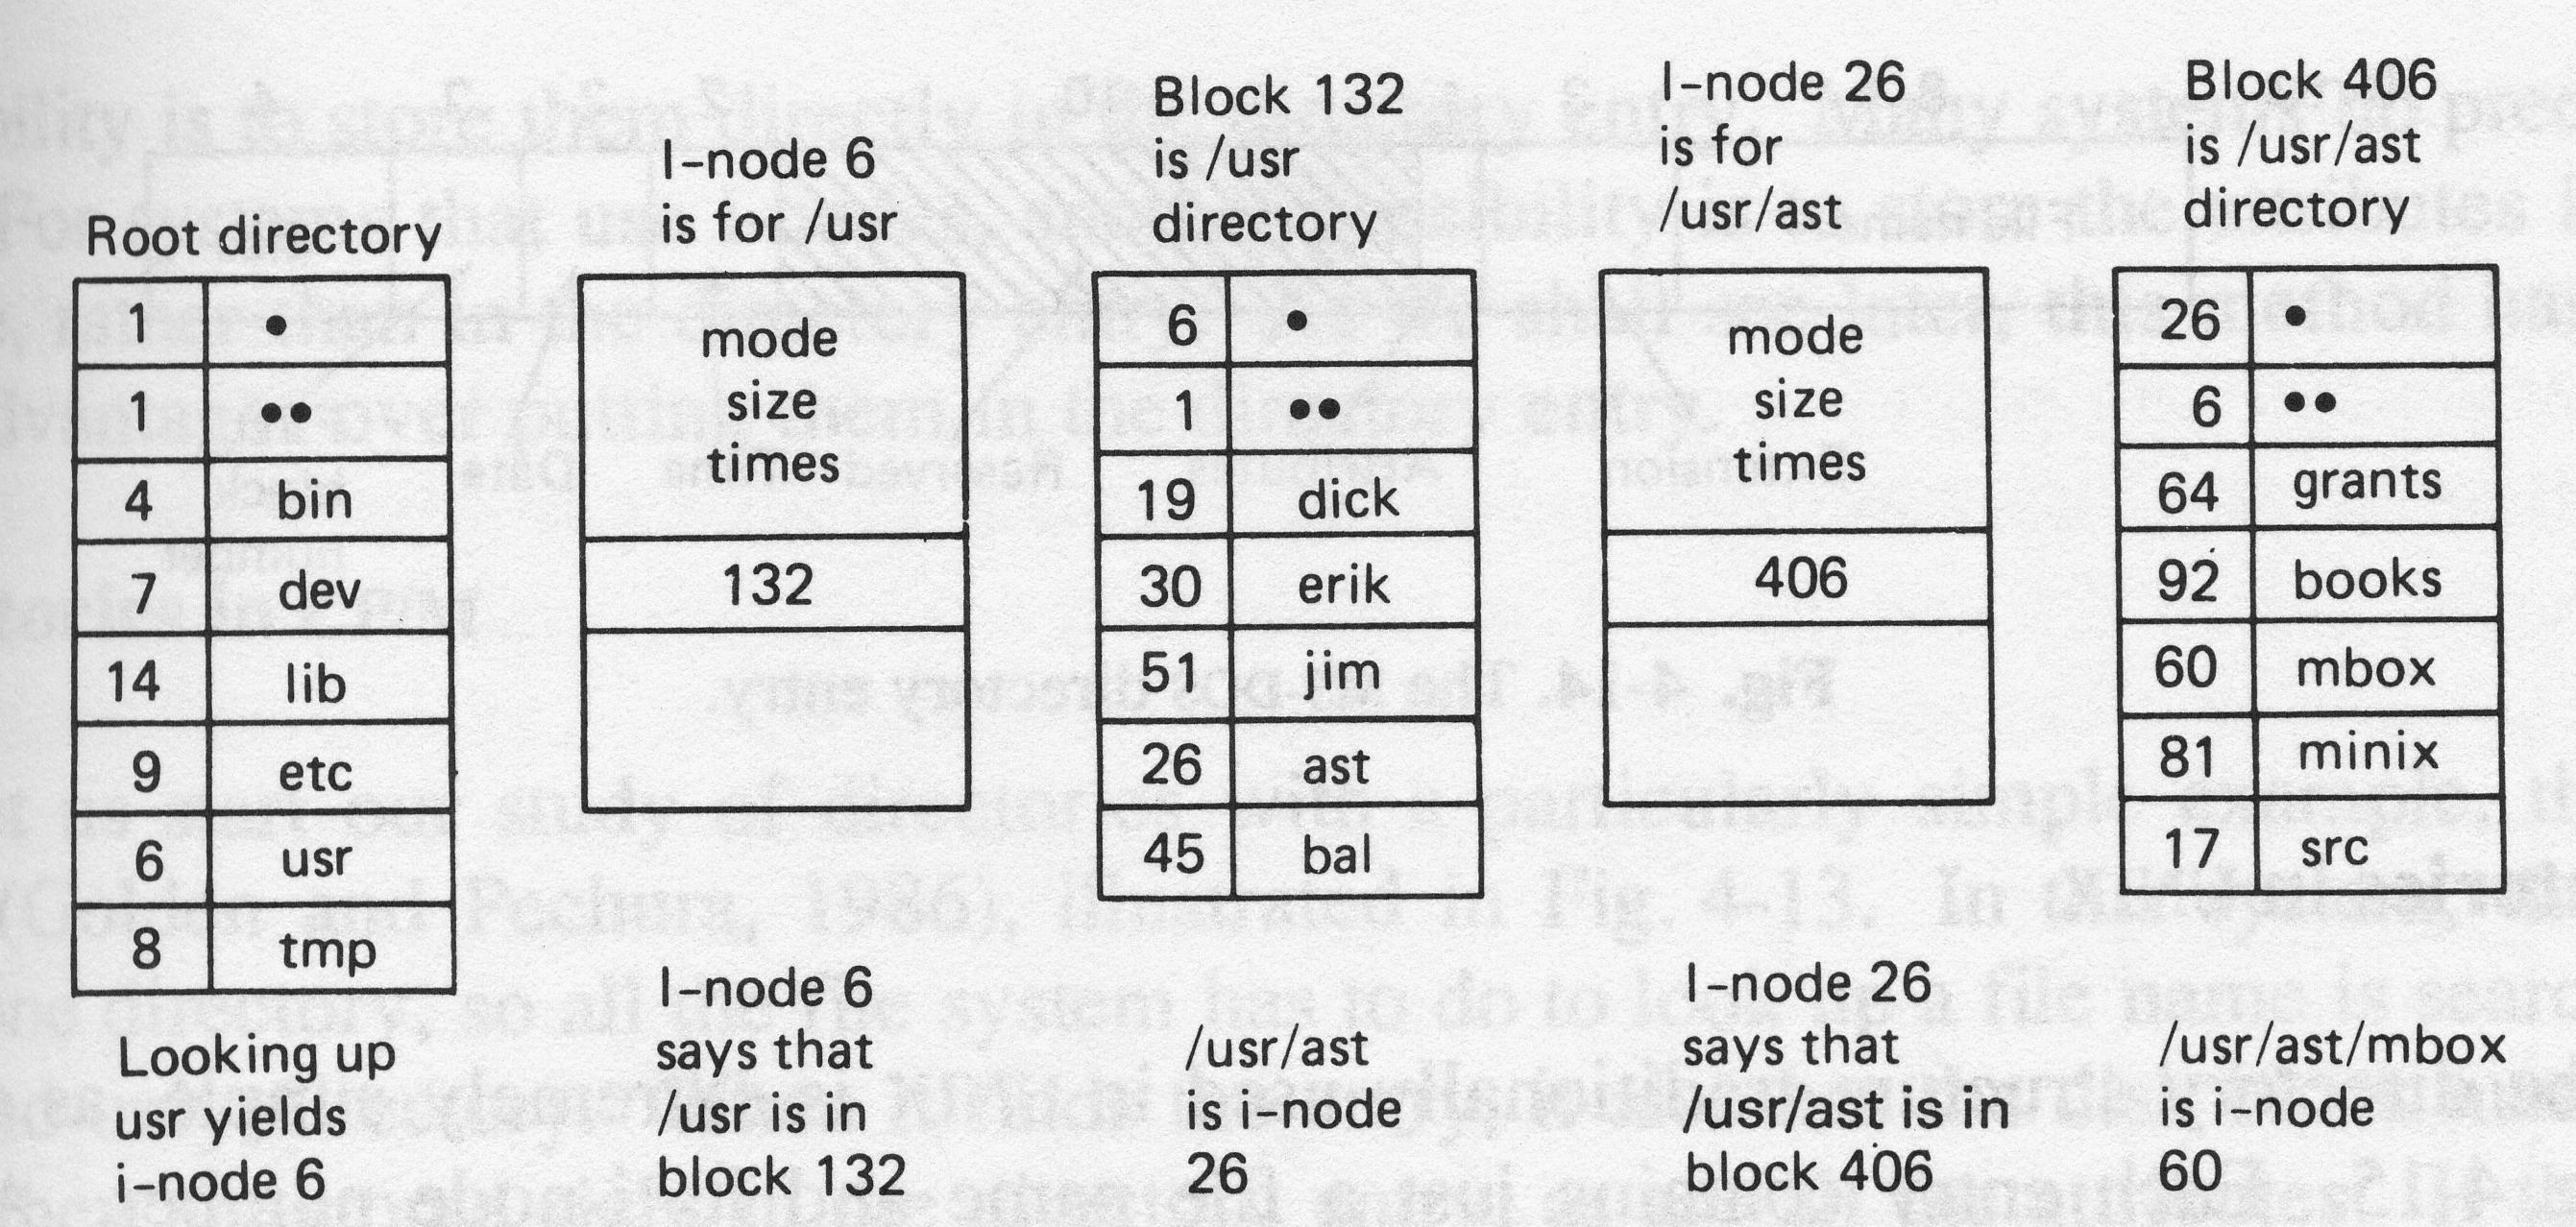 Root directory
1 •
1 ••
4 bin
7 dev
14 lib
9 etc
6 usr
8 tmp
Looking up
usr yields
i-node 6
I-node 6
is for /usr
mode
size
times
132
I-node 6
says that
/usr is in
block 132
Block 132
is /usr
directory
6 •
1 ••
19 dick
30 erik
51 jim
26 ast
45 bal
/usr/ast
is i-node
26
I-node 26
is for
/usr/ast
mode
size
times
406
I-node 26
says that
/usr/ast is in
block 406
Block 406
is /usr/ast
directory
26 •
6 ••
64 grants
92 books
60 mbox
81 minix
17 src
/usr/ast/mbox
is i-node
60